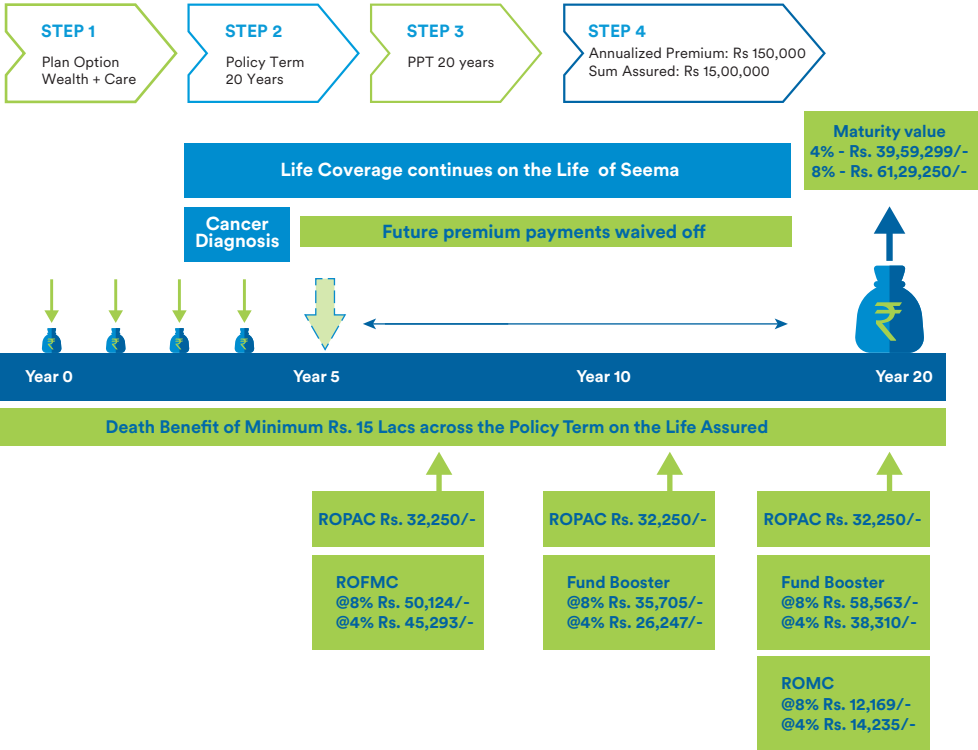 STEP 1
Plan Option
Wealth + Care
STEP 2
Policy Term
20 Years
STEP 3
PPT 20 years
STEP 4
Annualized Premium: Rs 150,000
Sum Assured: Rs 15,00,000
Maturity value
4% - Rs. 39,59,299/-
8% - Rs. 61,29,250/-
Life Coverage continues on the Life of Seema
Cancer
Diagnosis
Future premium payments waived off
₹
₹
₹
₹
₹
Year 0
Year 5
Year 10
Year 20
Death Benefit of Minimum Rs. 15 Lacs across the Policy Term on the Life Assured
ROPAC Rs. 32,250/-
ROPAC Rs. 32,250/-
ROPAC Rs. 32,250/-
ROFMC
@8% Rs. 50,124/-
@4% Rs. 45,293/-
Fund Booster
@8% Rs. 35,705/-
@4% Rs. 26,247/-
Fund Booster
@8% Rs. 58,563/-
@4% Rs. 38,310/-
ROMC
@8% Rs. 12,169/-
@4% Rs. 14,235/-